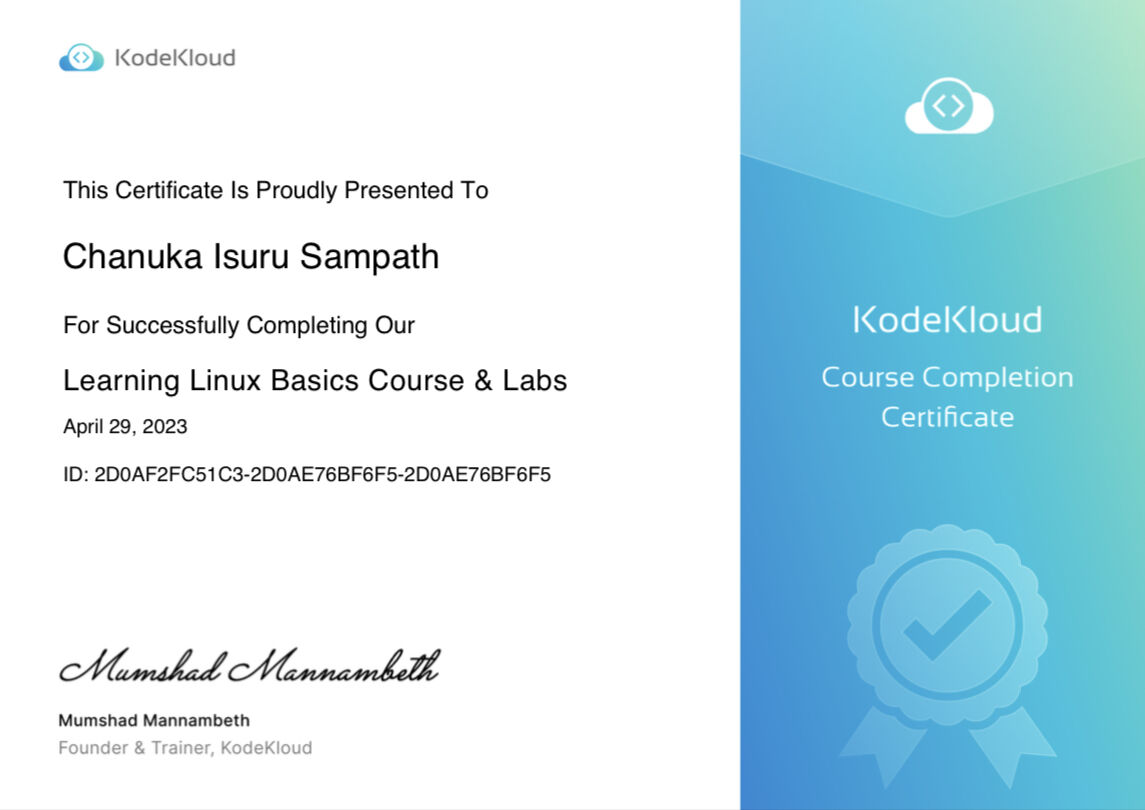 KodeKloud
This Certificate Is Proudly Presented To
Chanuka Isuru Sampath
For Successfully Completing Our
Learning Linux Basics Course & Labs
April 29, 2023
ID: 2D0AF2FC51C3-2D0AE76BF6F5-2D0AE76BF6F5
Mumshad Mannambeth
Mumshad Mannambeth
Founder & Trainer, KodeKloud
KodeKloud
Course Completion
Certificate